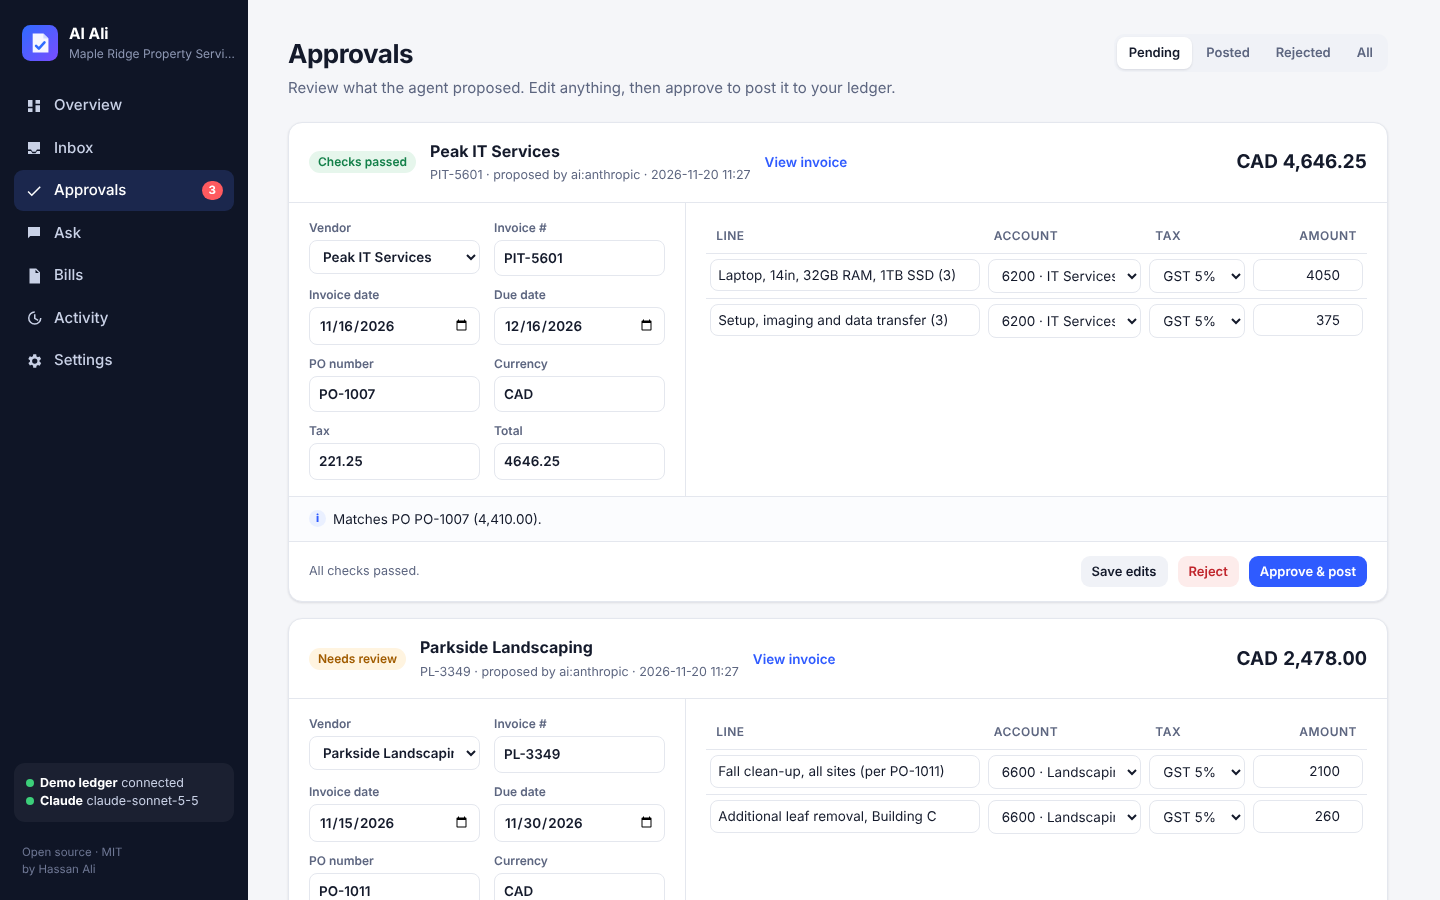 AI Ali
Maple Ridge Property Servi...
Overview
Inbox
Approvals 3
Ask
Bills
Activity
Settings
Demo ledger connected
Claude claude-sonnet-5-5
Open source · MIT
by Hassan Ali
Approvals
Pending Posted Rejected All
Review what the agent proposed. Edit anything, then approve to post it to your ledger.
Checks passed
Peak IT Services
PIT-5601 · proposed by ai:anthropic · 2026-11-20 11:27
View invoice
CAD 4,646.25
Vendor Invoice #
Peak IT Services PIT-5601
Invoice date Due date
11/16/2026 12/16/2026
PO number Currency
PO-1007 CAD
Tax Total
221.25 4646.25
LINE ACCOUNT TAX AMOUNT
Laptop, 14in, 32GB RAM, 1TB SSD (3) 6200 · IT Services GST 5% 4050
Setup, imaging and data transfer (3) 6200 · IT Services GST 5% 375
i Matches PO PO-1007 (4,410.00).
All checks passed.
Save edits Reject Approve & post
Needs review
Parkside Landscaping
PL-3349 · proposed by ai:anthropic · 2026-11-20 11:27
View invoice
CAD 2,478.00
Vendor Invoice #
Parkside Landscapir PL-3349
Invoice date Due date
11/15/2026 11/30/2026
PO number Currency
PO-1011 CAD
LINE ACCOUNT TAX AMOUNT
Fall clean-up, all sites (per PO-1011) 6600 · Landscapir GST 5% 2100
Additional leaf removal, Building C 6600 · Landscapir GST 5% 260